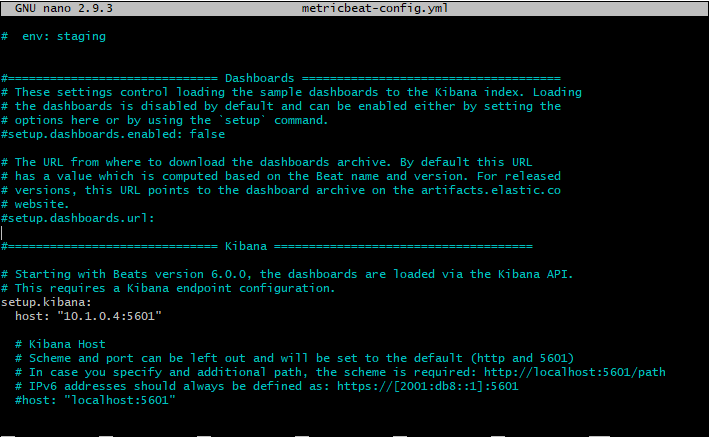 GNU nano 2.9.3 metricbeat-config.yml
#  env: staging
#============================== Dashboards =====================================
# These settings control loading the sample dashboards to the Kibana index. Loading
# the dashboards is disabled by default and can be enabled either by setting the
# options here or by using the `setup` command.
#setup.dashboards.enabled: false
# The URL from where to download the dashboards archive. By default this URL
# has a value which is computed based on the Beat name and version. For released
# versions, this URL points to the dashboard archive on the artifacts.elastic.co
# website.
#setup.dashboards.url:
#============================== Kibana =====================================
# Starting with Beats version 6.0.0, the dashboards are loaded via the Kibana API.
# This requires a Kibana endpoint configuration.
setup.kibana:
  host: "10.1.0.4:5601"
  # Kibana Host
  # Scheme and port can be left out and will be set to the default (http and 5601)
  # In case you specify and additional path, the scheme is required: http://localhost:5601/path
  # IPv6 addresses should always be defined as: https://[2001:db8::1]:5601
  #host: "localhost:5601"